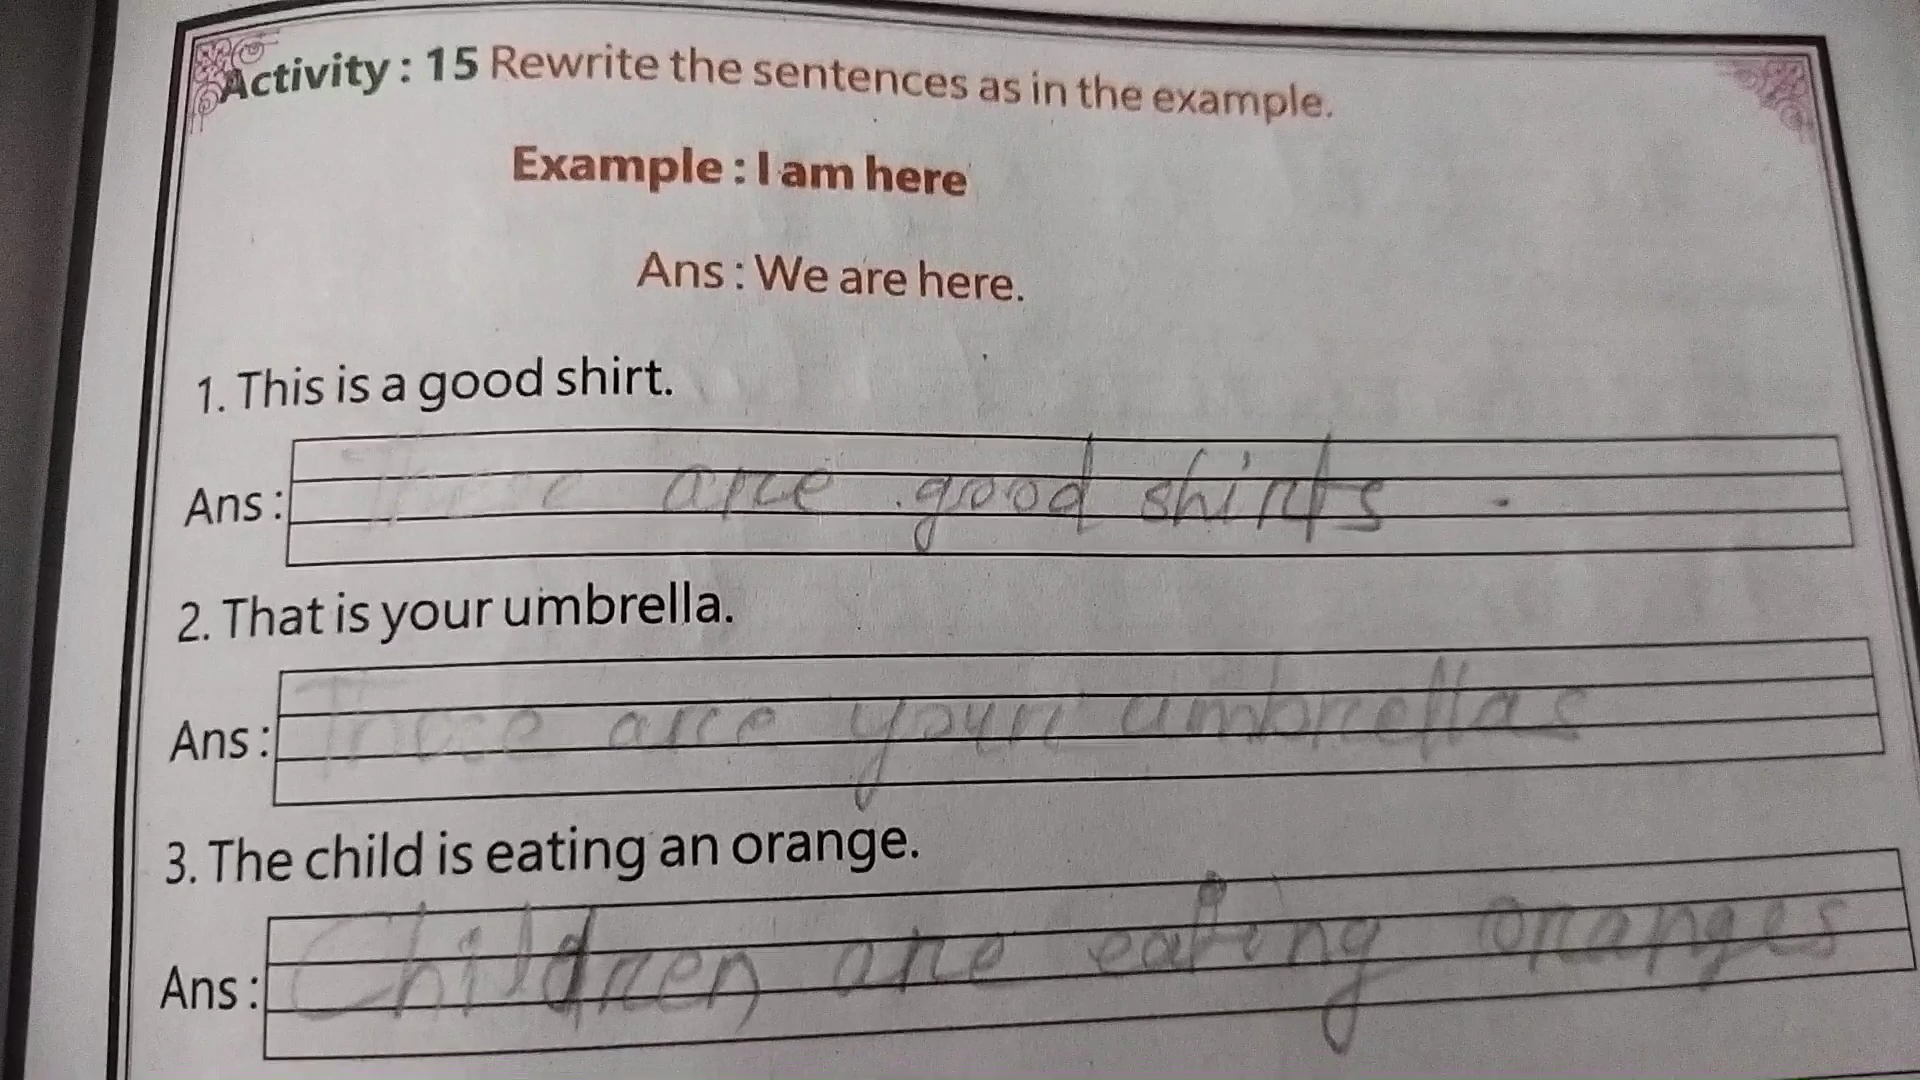 Activity : 15 Rewrite the sentences as in the example.
Example : I am here
Ans : We are here.
1. This is a good shirt.
Ans : These are good shirts .
2. That is your umbrella.
Ans : Those are your umbrellas
3. The child is eating an orange.
Ans : Children are eating oranges